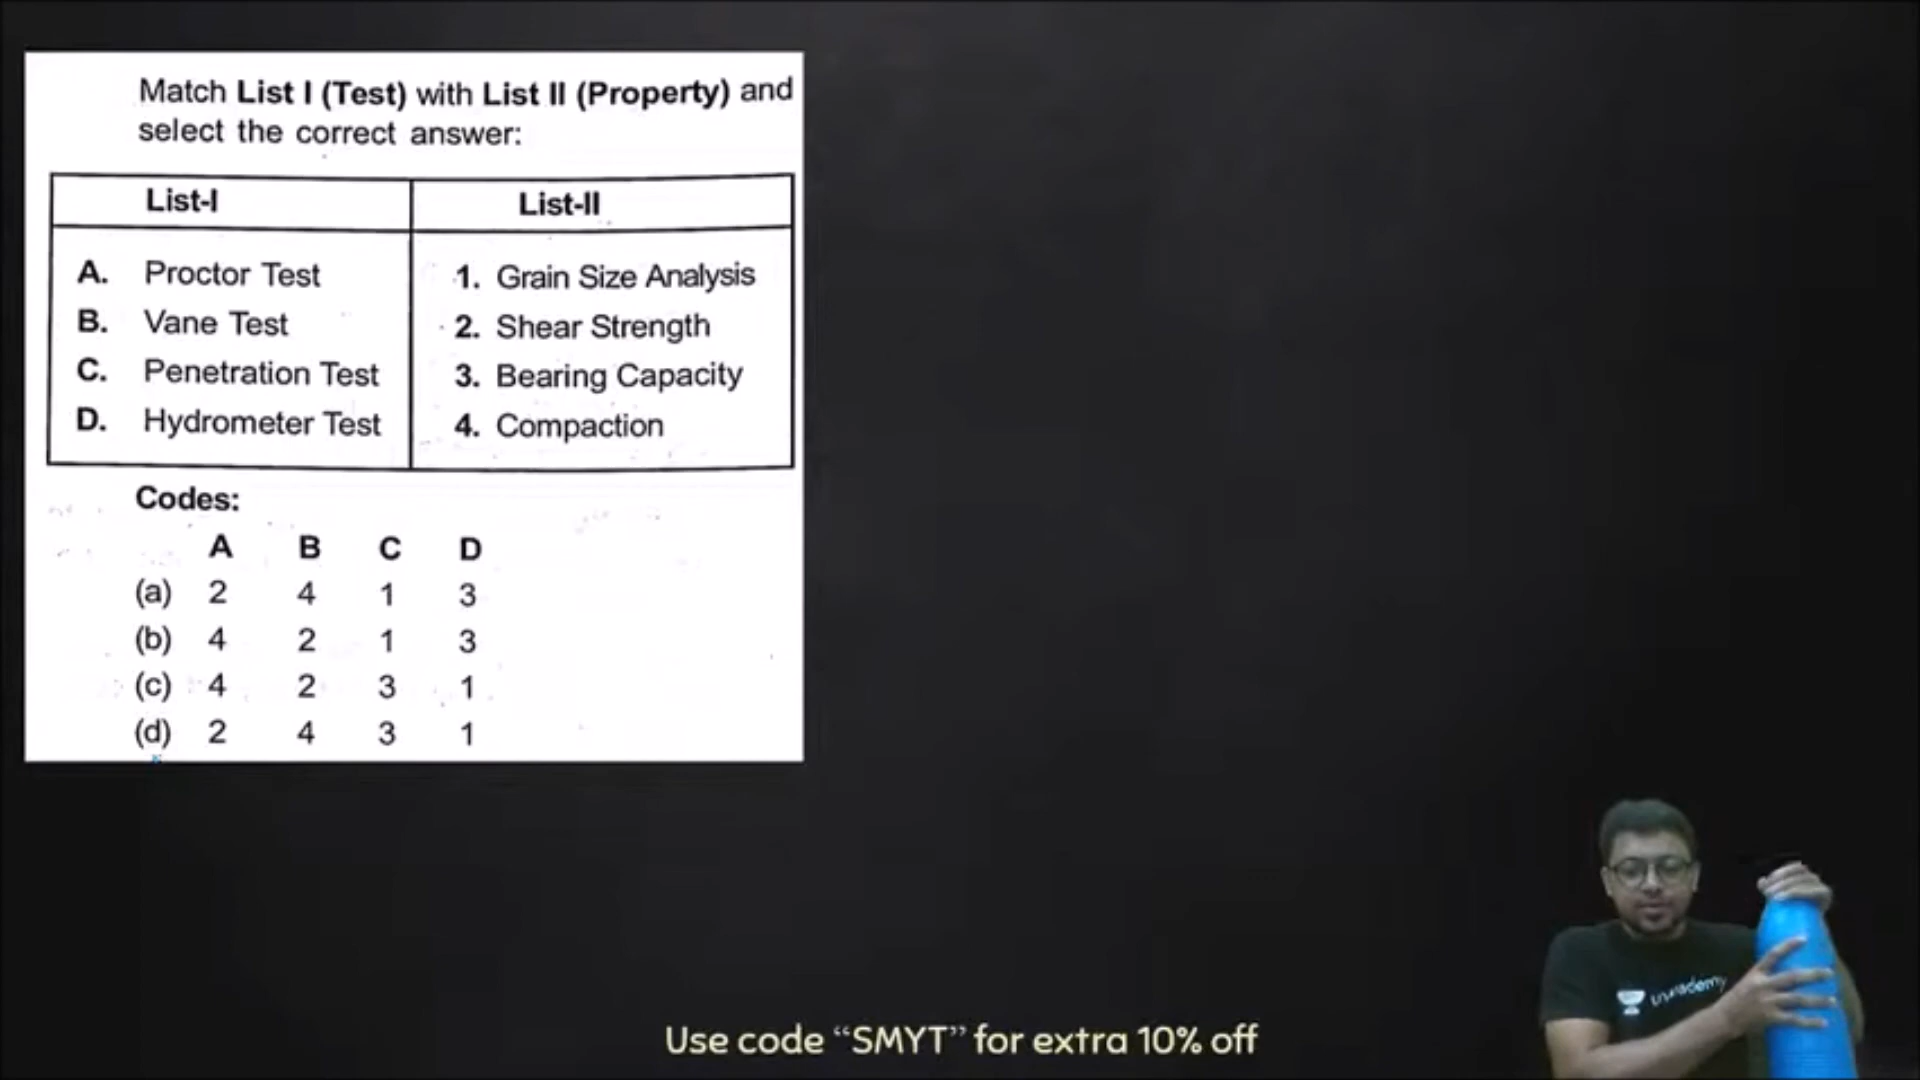 Match List I (Test) with List II (Property) and
select the correct answer:
List-I
List-II
A. Proctor Test
1. Grain Size Analysis
B. Vane Test
2. Shear Strength
C. Penetration Test
3. Bearing Capacity
D. Hydrometer Test
4. Compaction
Codes:
A B C D
(a) 2 4 1 3
(b) 4 2 1 3
(c) 4 2 3 1
(d) 2 4 3 1
unacademy
Use code “SMYT” for extra 10% off